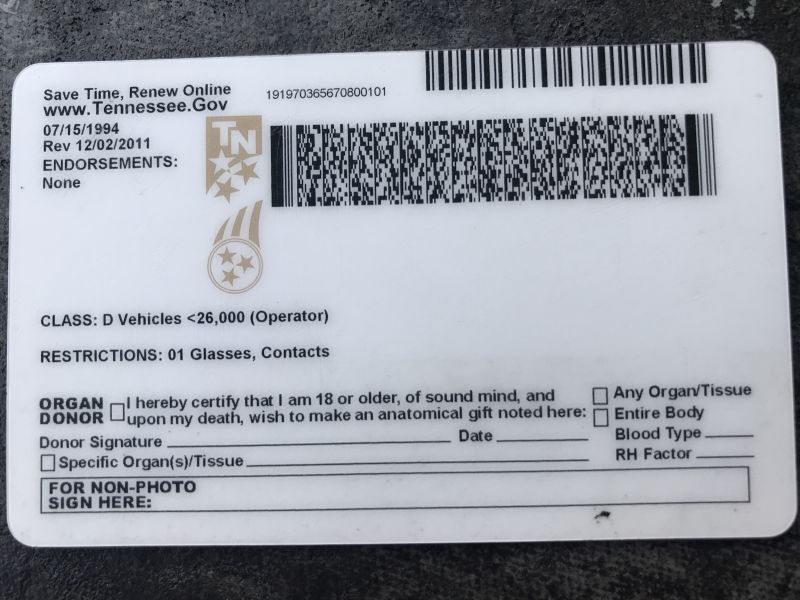 Save Time, Renew Online
www.Tennessee.Gov
191970365670800101
07/15/1994
Rev 12/02/2011
ENDORSEMENTS:
None
TN
CLASS: D Vehicles <26,000 (Operator)
RESTRICTIONS: 01 Glasses, Contacts
ORGAN DONOR
I hereby certify that I am 18 or older, of sound mind, and
upon my death, wish to make an anatomical gift noted here:
Any Organ/Tissue
Entire Body
Donor Signature
Date
Blood Type
Specific Organ(s)/Tissue
RH Factor
FOR NON-PHOTO
SIGN HERE: